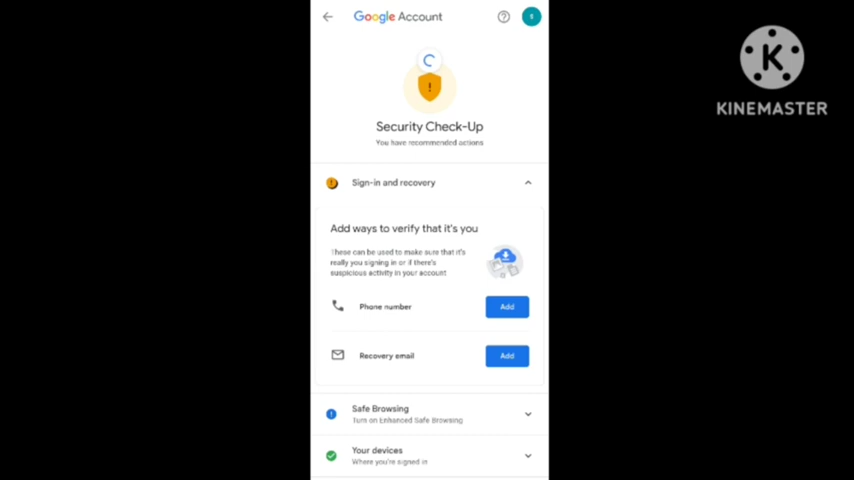 Google Account
KINEMASTER
Security Check-Up
You have recommended actions
Sign-in and recovery
Add ways to verify that it's you
These can be used to make sure that it's
really you signing in or if there's
suspicious activity in your account
Phone number
Add
Recovery email
Add
Safe Browsing
Turn on Enhanced Safe Browsing
Your devices
Where you're signed in